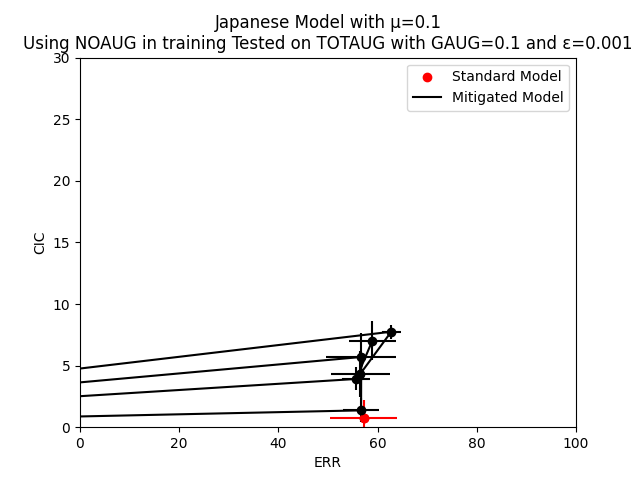 Japanese Model with μ=0.1
Using NOAUG in training Tested on TOTAUG with GAUG=0.1 and ε=0.001
Standard Model
Mitigated Model
30
25
20
15
10
5
0
CIC
0 20 40 60 80 100
ERR